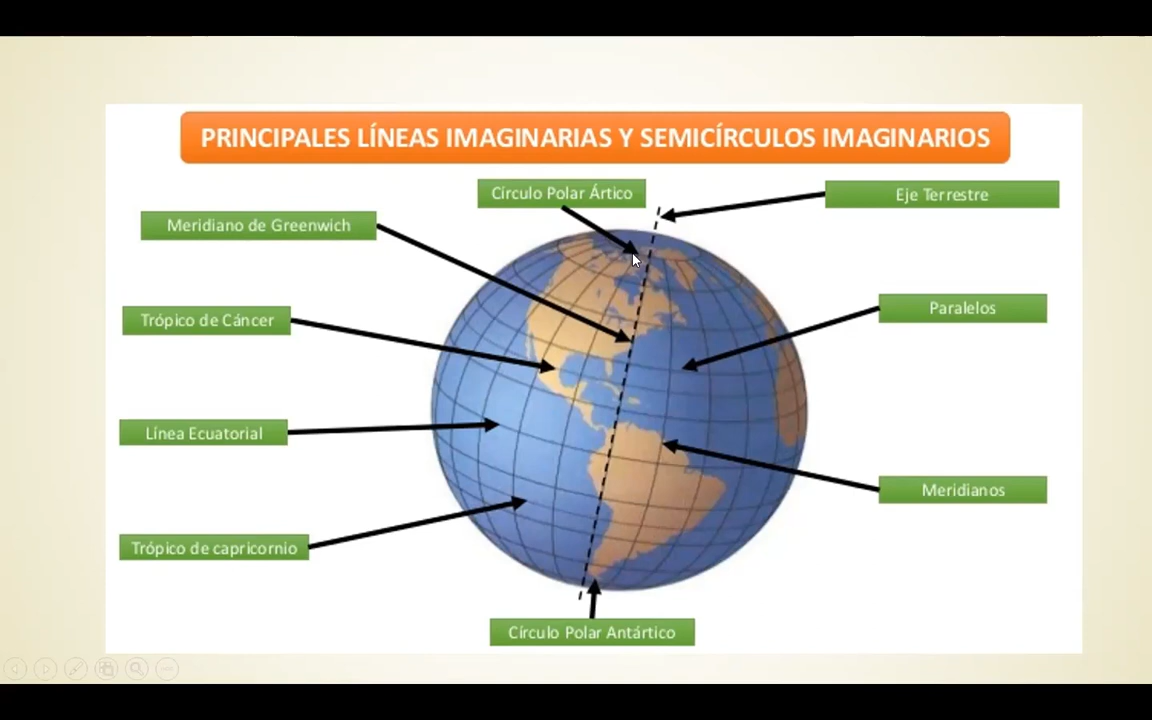 PRINCIPALES LÍNEAS IMAGINARIAS Y SEMICÍRCULOS IMAGINARIOS
Círculo Polar Ártico
Eje Terrestre
Meridiano de Greenwich
Trópico de Cáncer
Paralelos
Línea Ecuatorial
Meridianos
Trópico de capricornio
Círculo Polar Antártico